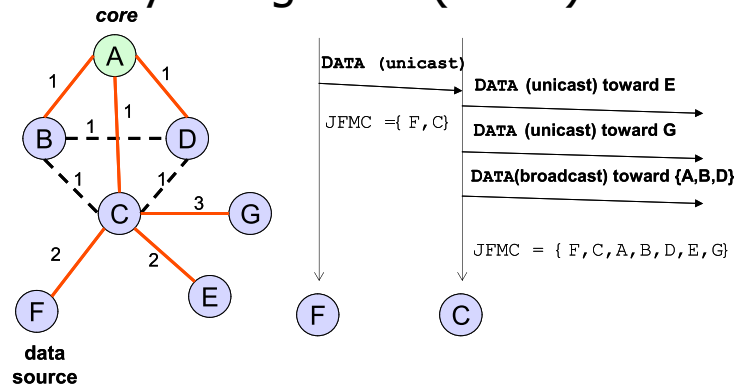 core
A
1
1
1
B
1
D
1
1
C
3
G
2
2
E
F
data
source
DATA (unicast)
JFMC ={ F,C}
DATA (unicast) toward E
DATA (unicast) toward G
DATA(broadcast) toward {A,B,D}
JFMC = { F,C,A,B,D,E,G}
F
C